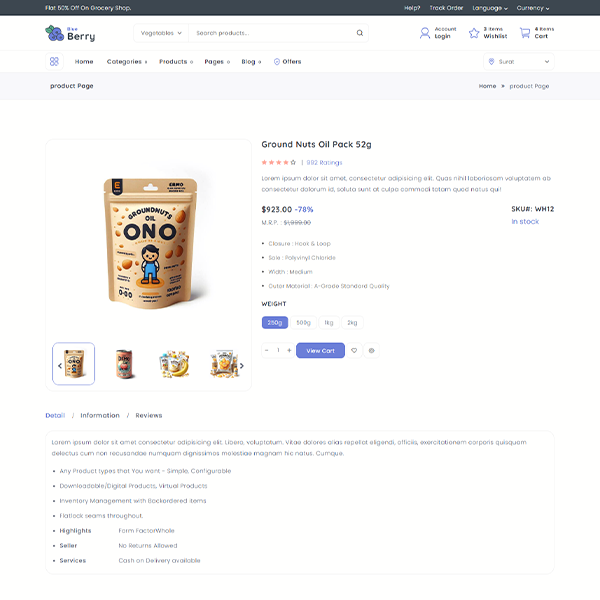 Flat 50% Off On Grocery Shop.
Help? Track Order Language Currency
Blue
Berry
Vegetables Search products...
Account
Login
3 items
Wishlist
4 items
Cart
Home Categories Products Pages Blog Offers
Surat
product Page
Home » product Page
GROUNDNUTS
OIL
ONO
Ground Nuts Oil Pack 52g
| 992 Ratings
Lorem ipsum dolor sit amet, consectetur adipisicing elit. Quas nihil laboriosam voluptatem ab
consectetur dolorum id, soluta sunt at culpa commodi totam quod natus qui!
$923.00 -78%
SKU#: WH12
M.R.P. : $1,999.00
In stock
Closure : Hook & Loop
Sole : Polyvinyl Chloride
Width : Medium
Outer Material : A-Grade Standard Quality
WEIGHT
250g 500g 1kg 2kg
- 1 + View Cart
Detail / Information / Reviews
Lorem ipsum dolor sit amet consectetur adipisicing elit. Libero, voluptatum. Vitae dolores alias repellat eligendi, officiis, exercitationem corporis quisquam
delectus cum non recusandae numquam dignissimos molestiae magnam hic natus. Cumque.
Any Product types that You want - Simple, Configurable
Downloadable/Digital Products, Virtual Products
Inventory Management with Backordered items
Flatlock seams throughout.
Highlights Form FactorWhole
Seller No Returns Allowed
Services Cash on Delivery available